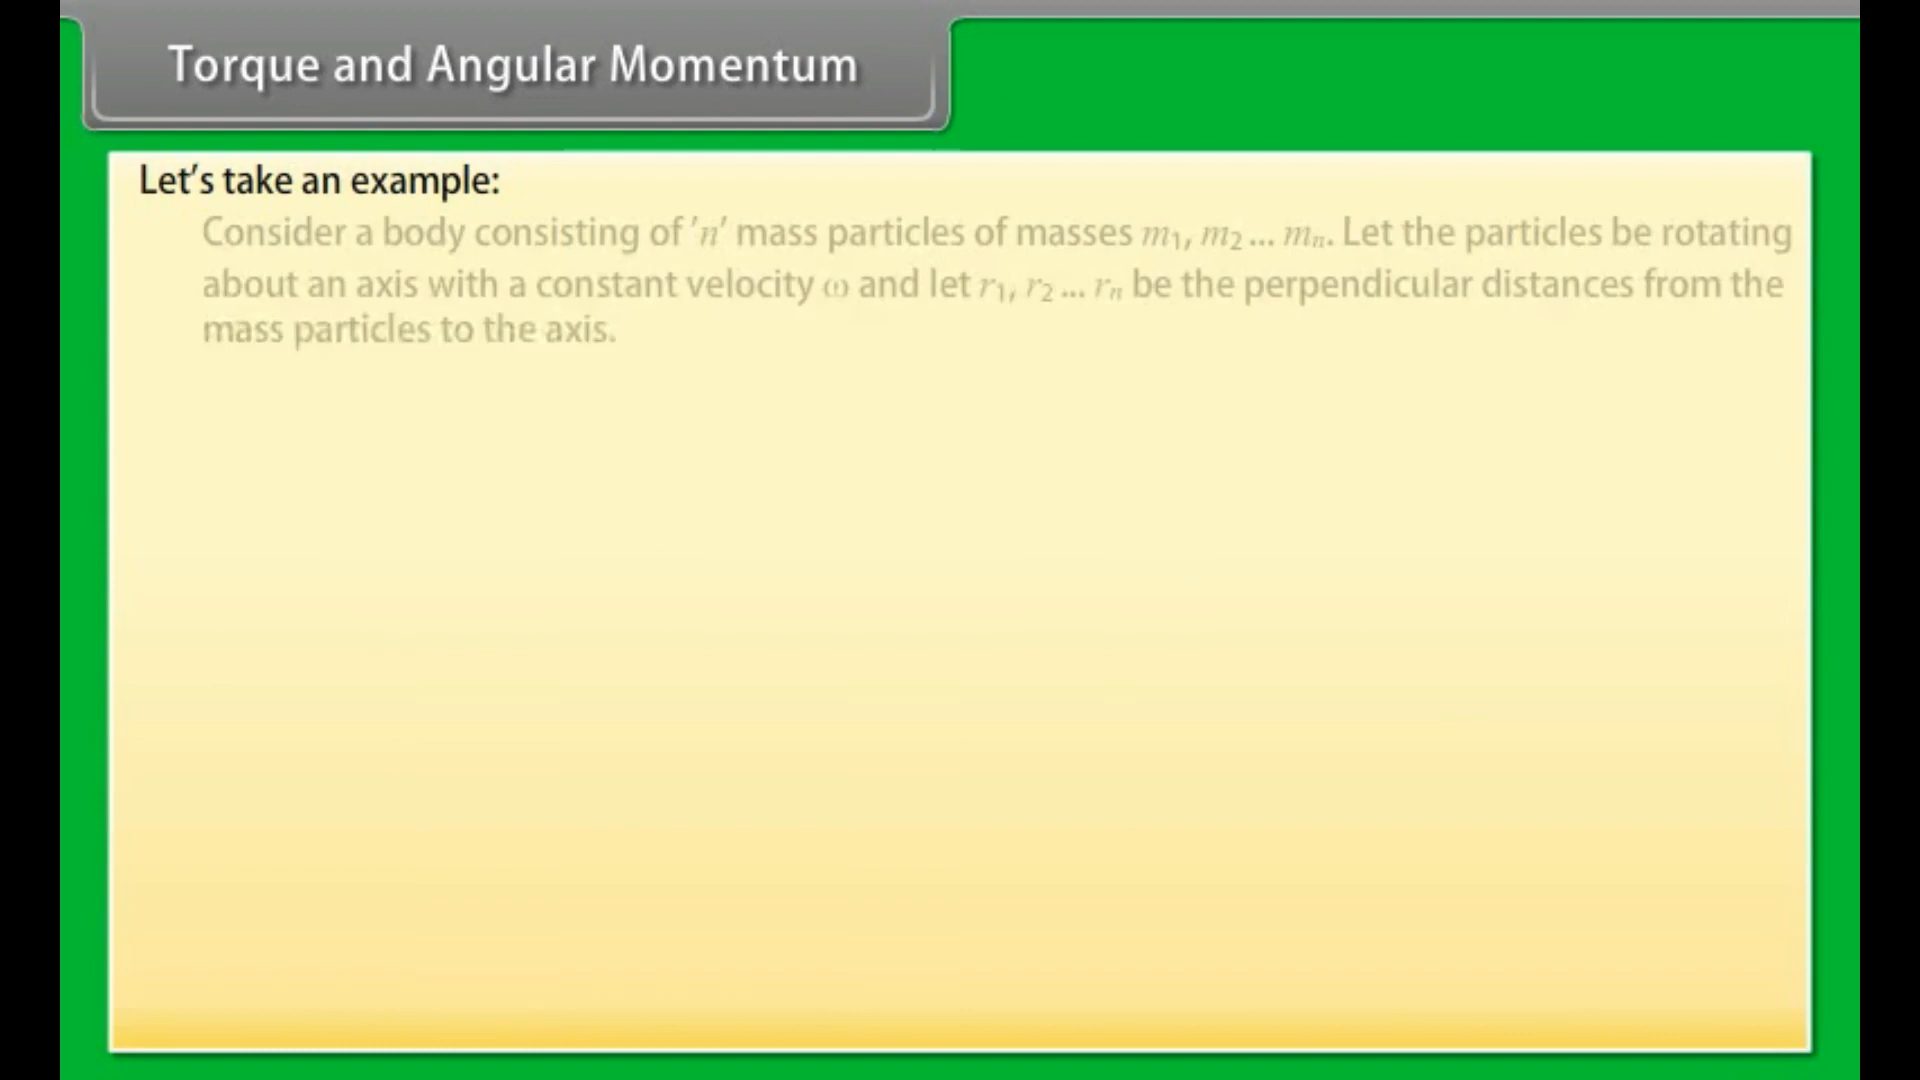 Torque and Angular Momentum
Let's take an example:
Consider a body consisting of 'n' mass particles of masses m₁, m₂ ... mₙ. Let the particles be rotating
about an axis with a constant velocity ω and let r₁, r₂ ... rₙ be the perpendicular distances from the
mass particles to the axis.